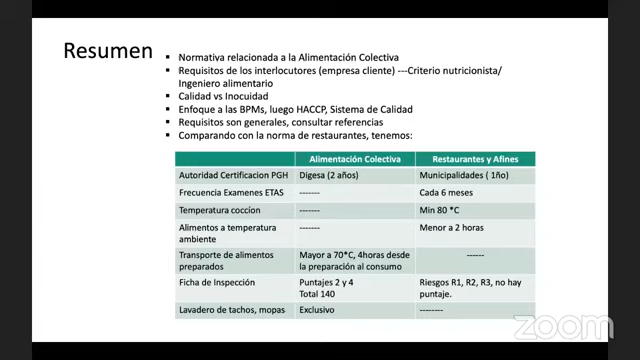 Resumen
▪ Normativa relacionada a la Alimentación Colectiva
▪ Requisitos de los interlocutores (empresa cliente) ---Criterio nutricionista/
Ingeniero alimentario
▪ Calidad vs Inocuidad
▪ Enfoque a las BPMs, luego HACCP, Sistema de Calidad
▪ Requisitos son generales, consultar referencias
▪ Comparando con la norma de restaurantes, tenemos:
Alimentación Colectiva Restaurantes y Afines
Autoridad Certificacion PGH Digesa (2 años) Municipalidades ( 1ño)
Frecuencia Examenes ETAS ------- Cada 6 meses
Temperatura coccíon ------- Min 80 *C
Alimentos a temperatura ------- Menor a 2 horas
ambiente
Transporte de alimentos Mayor a 70*C, 4horas desde ------
preparados la preparación al consumo
Ficha de Inspección Puntajes 2 y 4 Riesgos R1, R2, R3, no hay
Total 140 puntaje.
Lavadero de tachos, mopas Exclusivo --------
zoom